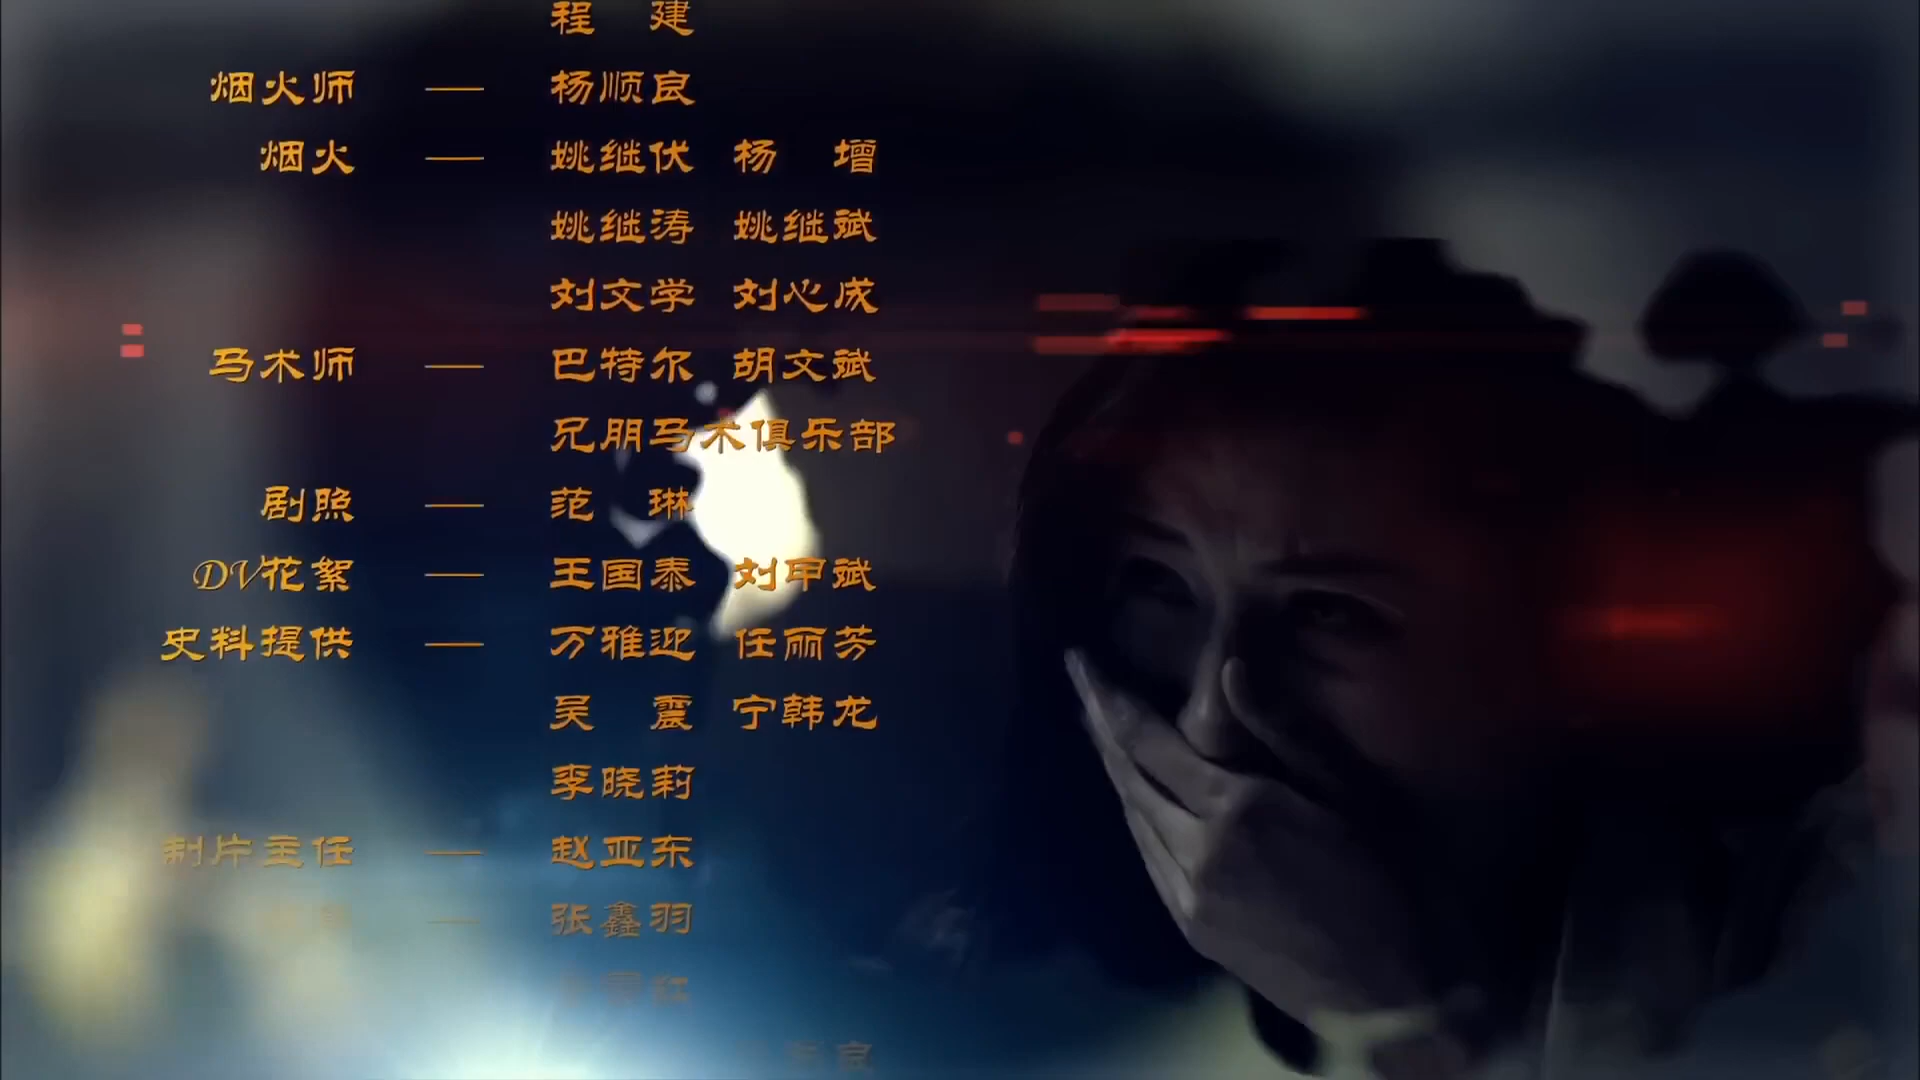 程 建
烟火师 — 杨顺良
烟火 — 姚继伏 杨 增
姚继涛 姚继斌
刘文学 刘心成
马术师 — 巴特尔 胡文斌
兄朋马术俱乐部
剧照 — 范 琳
DV花絮 — 王国泰 刘甲斌
史料提供 — 万雅迎 任丽芳
吴 震 宁韩龙
李晓莉
制片主任 — 赵亚东
— 张鑫羽